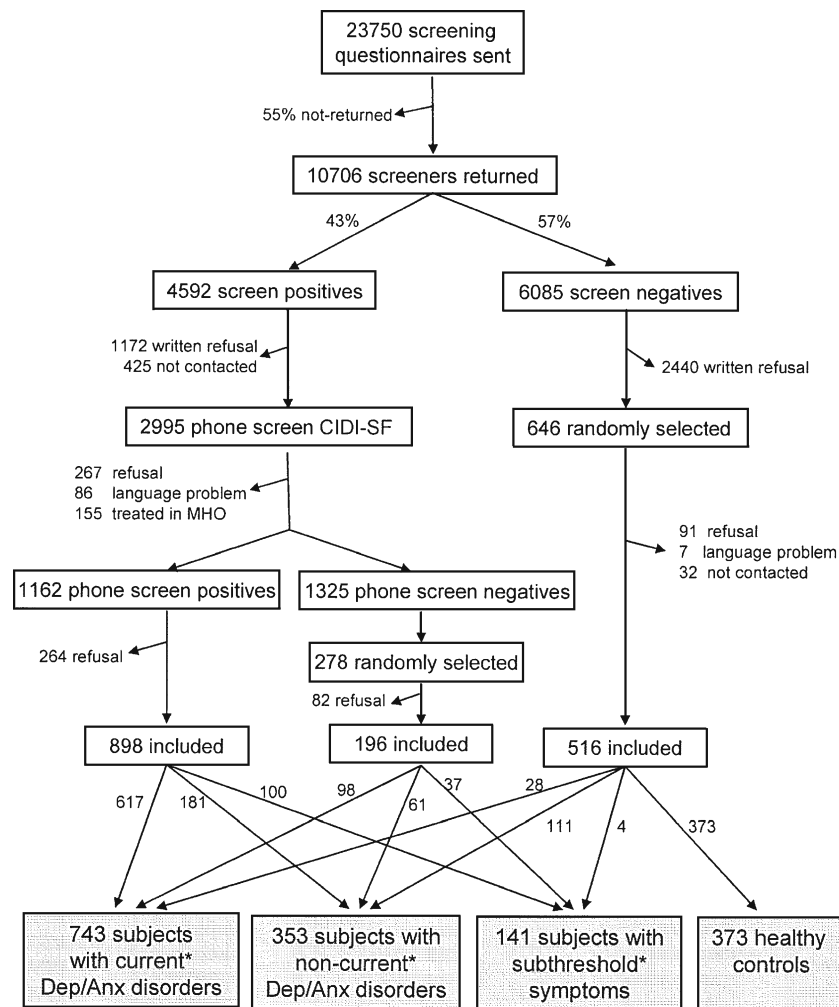 23750 screening
questionnaires sent
55% not-returned
10706 screeners returned
43%
57%
4592 screen positives
6085 screen negatives
1172 written refusal
425 not contacted
2440 written refusal
2995 phone screen CIDI-SF
646 randomly selected
267 refusal
86 language problem
155 treated in MHO
91 refusal
7 language problem
32 not contacted
1162 phone screen positives
1325 phone screen negatives
264 refusal
278 randomly selected
82 refusal
898 included
196 included
516 included
617
181
100
98
61
37
28
111
4
373
743 subjects
with current*
Dep/Anx disorders
353 subjects with
non-current*
Dep/Anx disorders
141 subjects with
subthreshold*
symptoms
373 healthy
controls